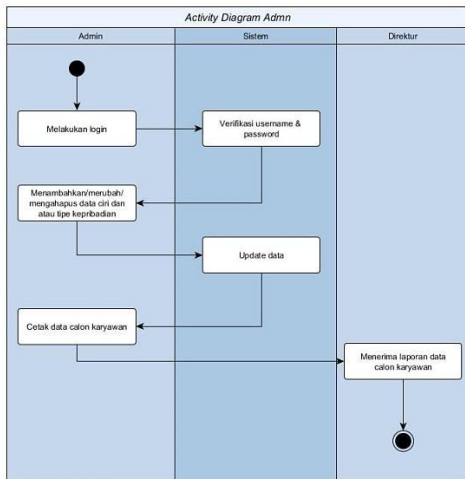 Activity Diagram Admn
Admin
Sistem
Direktur
Melakukan login
Verifikasi username &
password
Menambahkan/merubah/
mengahapus data ciri dan
atau tipe kepribadian
Update data
Cetak data calon karyawan
Menerima laporan data
calon karyawan